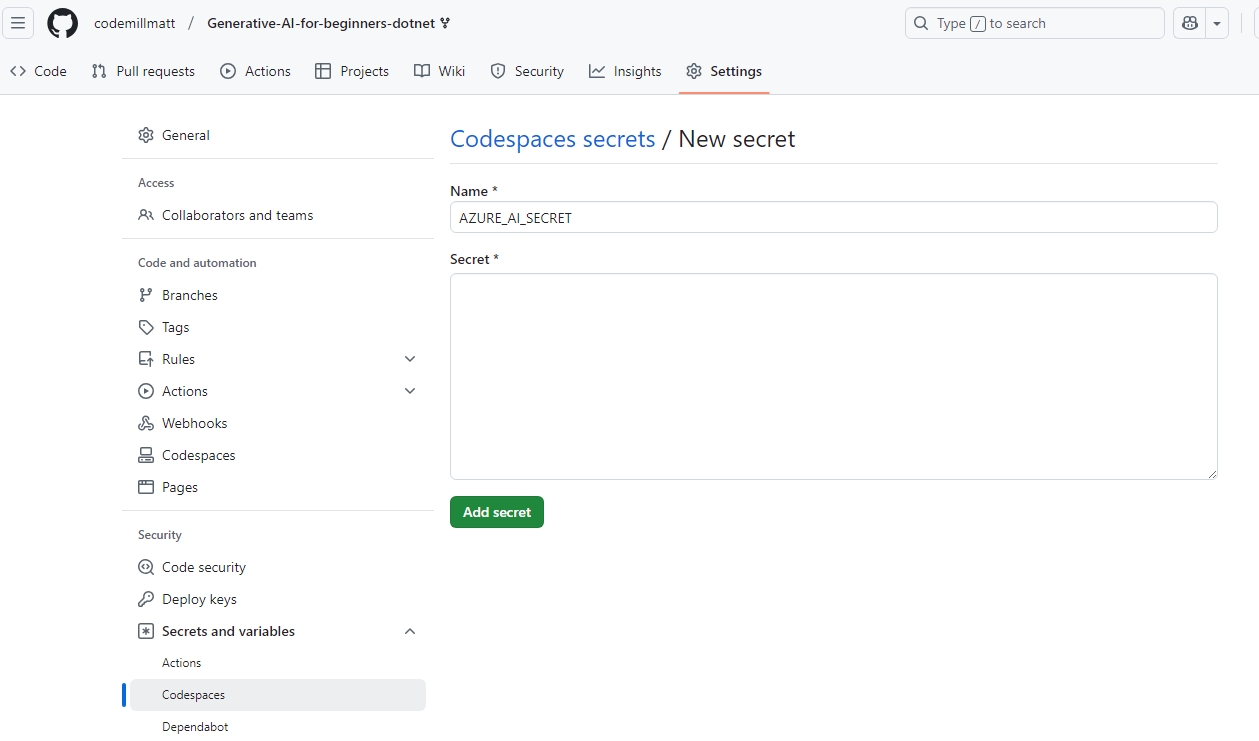 codemillmatt / Generative-AI-for-beginners-dotnet
Type / to search
Code Pull requests Actions Projects Wiki Security Insights Settings
General
Access
Collaborators and teams
Code and automation
Branches
Tags
Rules
Actions
Webhooks
Codespaces
Pages
Security
Code security
Deploy keys
Secrets and variables
Actions
Codespaces
Dependabot
Codespaces secrets / New secret
Name *
AZURE_AI_SECRET
Secret *
Add secret